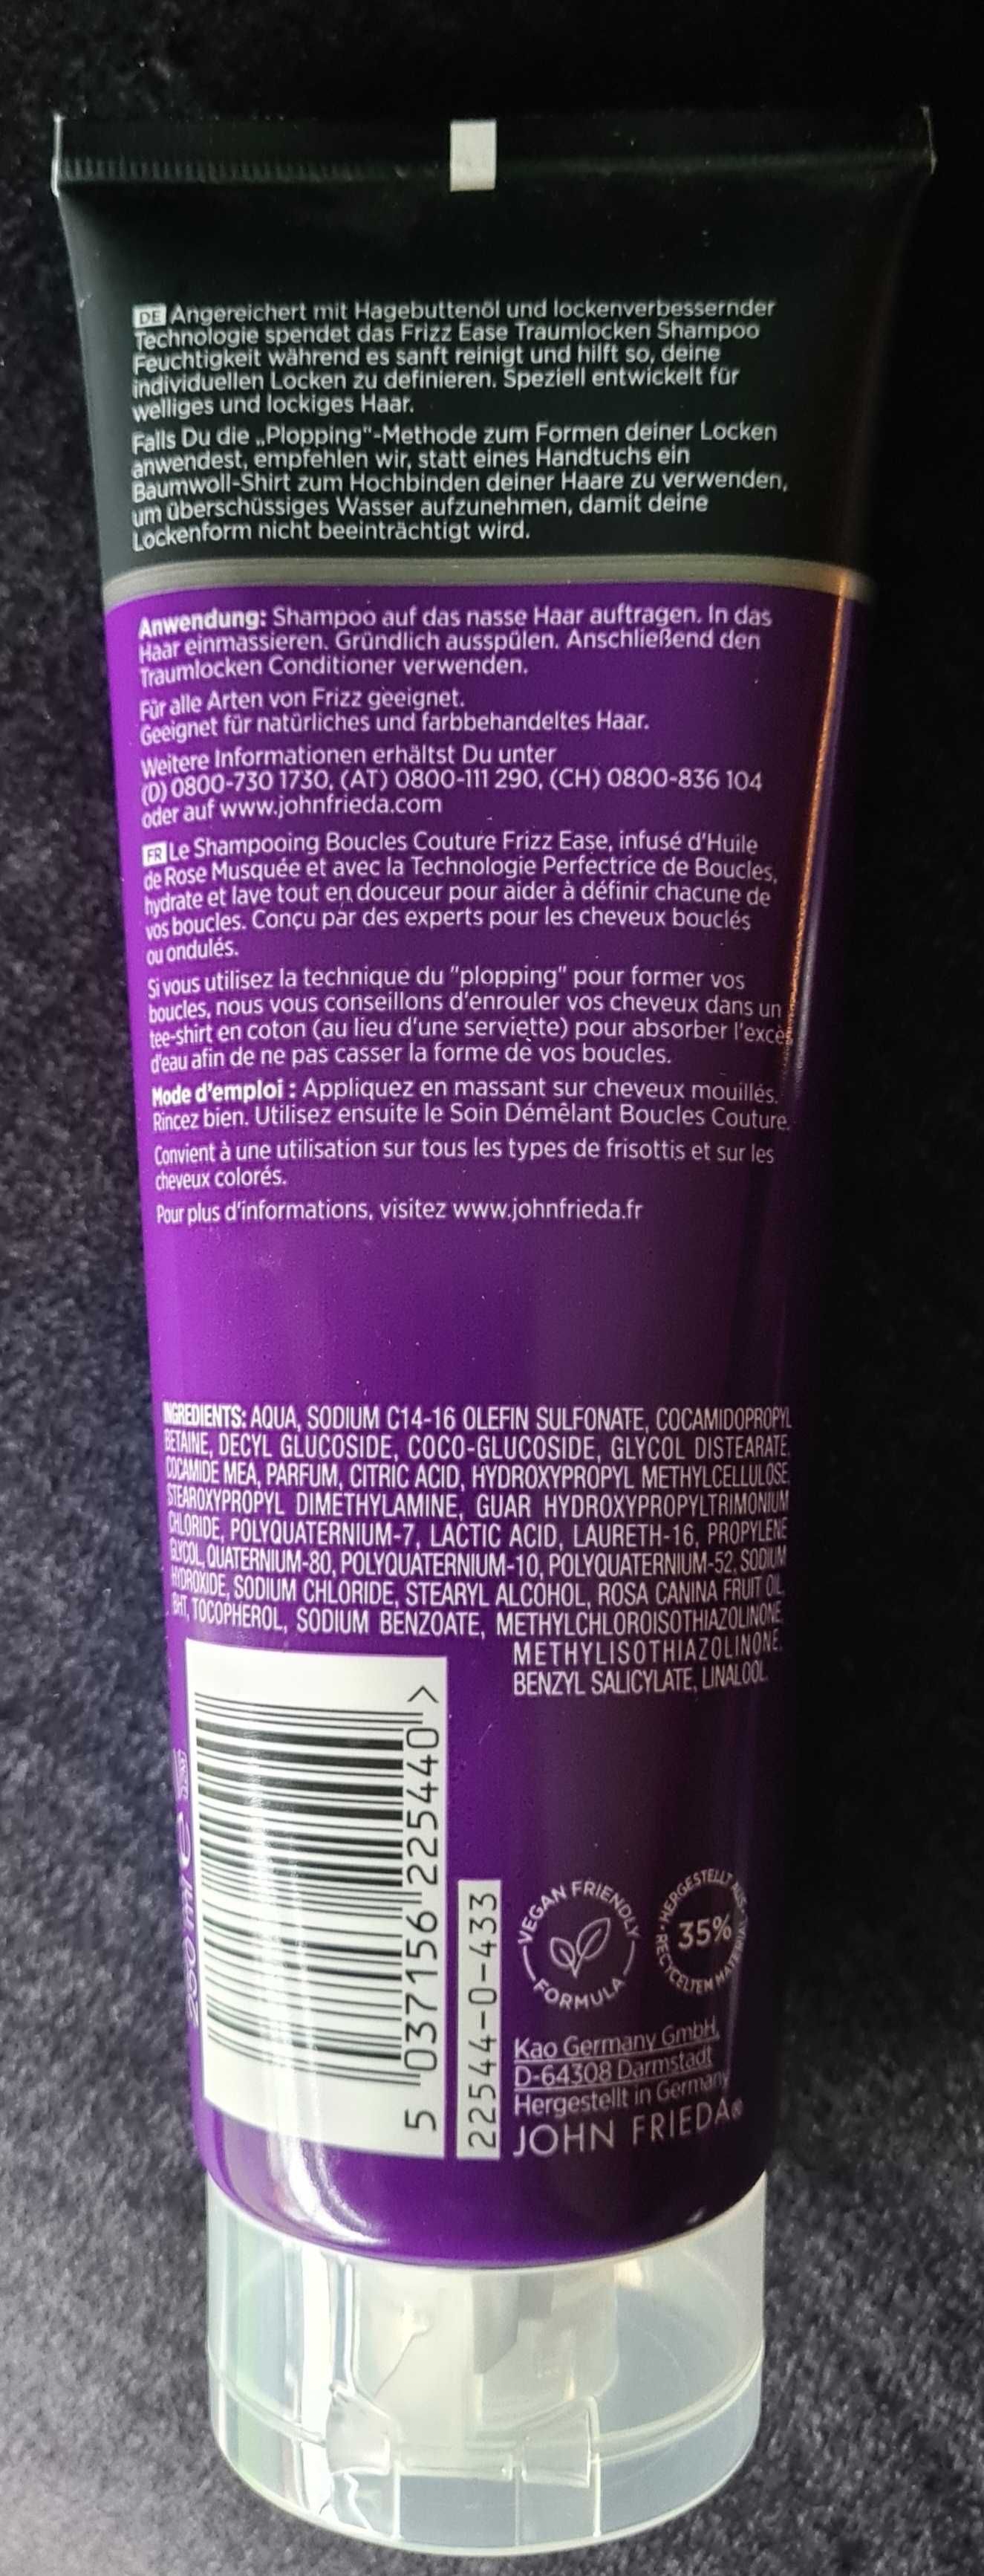 DE Angereichert mit Hagebuttenöl und lockenverbessernder
Technologie spendet das Frizz Ease Traumlocken Shampoo
Feuchtigkeit während es sanft reinigt und hilft so, deine
individuellen Locken zu definieren. Speziell entwickelt für
welliges und lockiges Haar.
Falls Du die „Plopping"-Methode zum Formen deiner Locken
anwendest, empfehlen wir, statt eines Handtuchs ein
Baumwoll-Shirt zum Hochbinden deiner Haare zu verwenden,
um überschüssiges Wasser aufzunehmen, damit deine
Lockenform nicht beeinträchtigt wird.
Anwendung: Shampoo auf das nasse Haar auftragen. In das
Haar einmassieren. Gründlich ausspülen. Anschließend den
Traumlocken Conditioner verwenden.
Für alle Arten von Frizz geeignet.
Geeignet für natürliches und farbbehandeltes Haar.
Weitere Informationen erhältst Du unter
(D) 0800-730 1730, (AT) 0800-111 290, (CH) 0800-836 104
oder auf www.johnfrieda.com
FR Le Shampooing Boucles Couture Frizz Ease, infusé d'Huile
de Rose Musquée et avec la Technologie Perfectrice de Boucles,
hydrate et lave tout en douceur pour aider à définir chacune de
vos boucles. Conçu par des experts pour les cheveux bouclés
ou ondulés.
Si vous utilisez la technique du "plopping" pour former vos
boucles, nous vous conseillons d'enrouler vos cheveux dans un
tee-shirt en coton (au lieu d'une serviette) pour absorber l'excès
d'eau afin de ne pas casser la forme de vos boucles.
Mode d'emploi : Appliquez en massant sur cheveux mouillés.
Rincez bien. Utilisez ensuite le Soin Démêlant Boucles Couture.
Convient à une utilisation sur tous les types de frisottis et sur les
cheveux colorés.
Pour plus d'informations, visitez www.johnfrieda.fr
INGREDIENTS: AQUA, SODIUM C14-16 OLEFIN SULFONATE, COCAMIDOPROPYL
BETAINE, DECYL GLUCOSIDE, COCO-GLUCOSIDE, GLYCOL DISTEARATE,
COCAMIDE MEA, PARFUM, CITRIC ACID, HYDROXYPROPYL METHYLCELLULOSE,
STEAROXYPROPYL DIMETHYLAMINE, GUAR HYDROXYPROPYLTRIMONIUM
CHLORIDE, POLYQUATERNIUM-7, LACTIC ACID, LAURETH-16, PROPYLENE
GLYCOL, QUATERNIUM-80, POLYQUATERNIUM-10, POLYQUATERNIUM-52, SODIUM
HYDROXIDE, SODIUM CHLORIDE, STEARYL ALCOHOL, ROSA CANINA FRUIT OIL,
BHT, TOCOPHEROL, SODIUM BENZOATE, METHYLCHLOROISOTHIAZOLINONE,
METHYLISOTHIAZOLINONE,
BENZYL SALICYLATE, LINALOOL.
5 037156 225440 >
22544-0-433
VEGAN FRIENDLY
FORMULA
HERGESTELLT AUS
35%
RECYCELTEM MATERIAL
Kao Germany GmbH,
D-64308 Darmstadt
Hergestellt in Germany
JOHN FRIEDA®